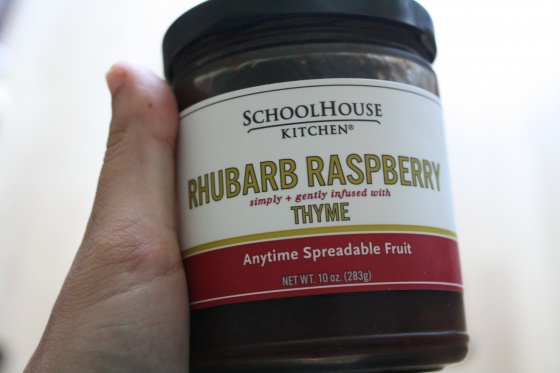 SCHOOLHOUSE
KITCHEN®
RHUBARB RASPBERRY
simply + gently infused with
THYME
Anytime Spreadable Fruit
NET WT. 10 oz. (283g)